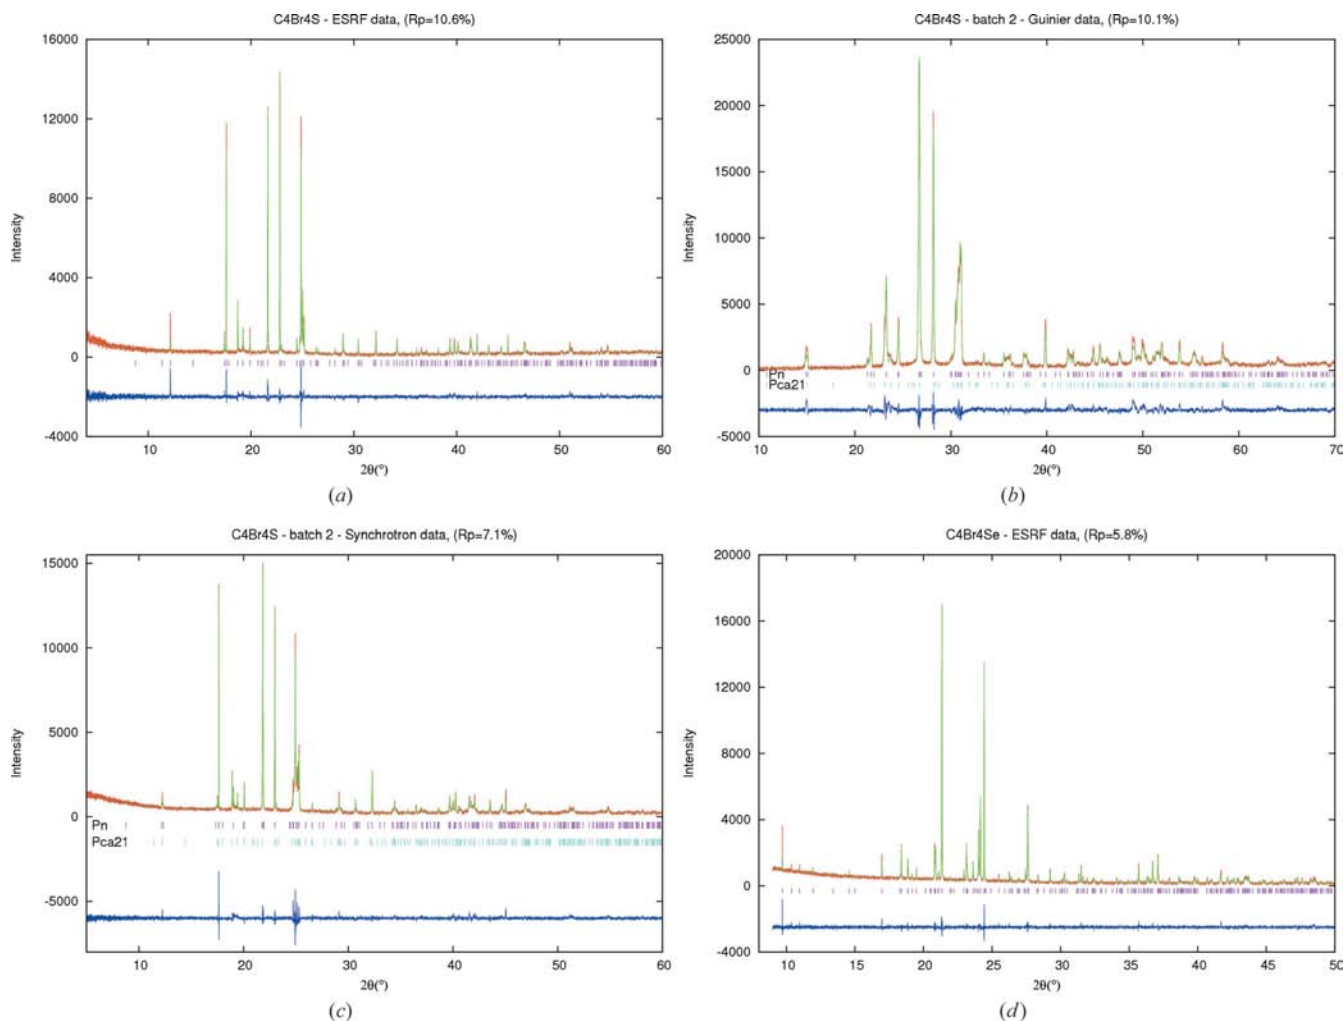 C4Br4S - ESRF data, (Rp=10.6%)
16000
12000
8000
4000
0
-4000
Intensity
10 20 30 40 50 60
2θ(°)
(a)
C4Br4S - batch 2 - Guinier data, (Rp=10.1%)
25000
20000
15000
10000
5000
0
-5000
Intensity
Pn
Pca21
10 20 30 40 50 60 70
2θ(°)
(b)
C4Br4S - batch 2 - Synchrotron data, (Rp=7.1%)
15000
10000
5000
0
-5000
Intensity
Pn
Pca21
10 20 30 40 50 60
2θ(°)
(c)
C4Br4Se - ESRF data, (Rp=5.8%)
20000
16000
12000
8000
4000
0
-4000
Intensity
10 15 20 25 30 35 40 45 50
2θ(°)
(d)